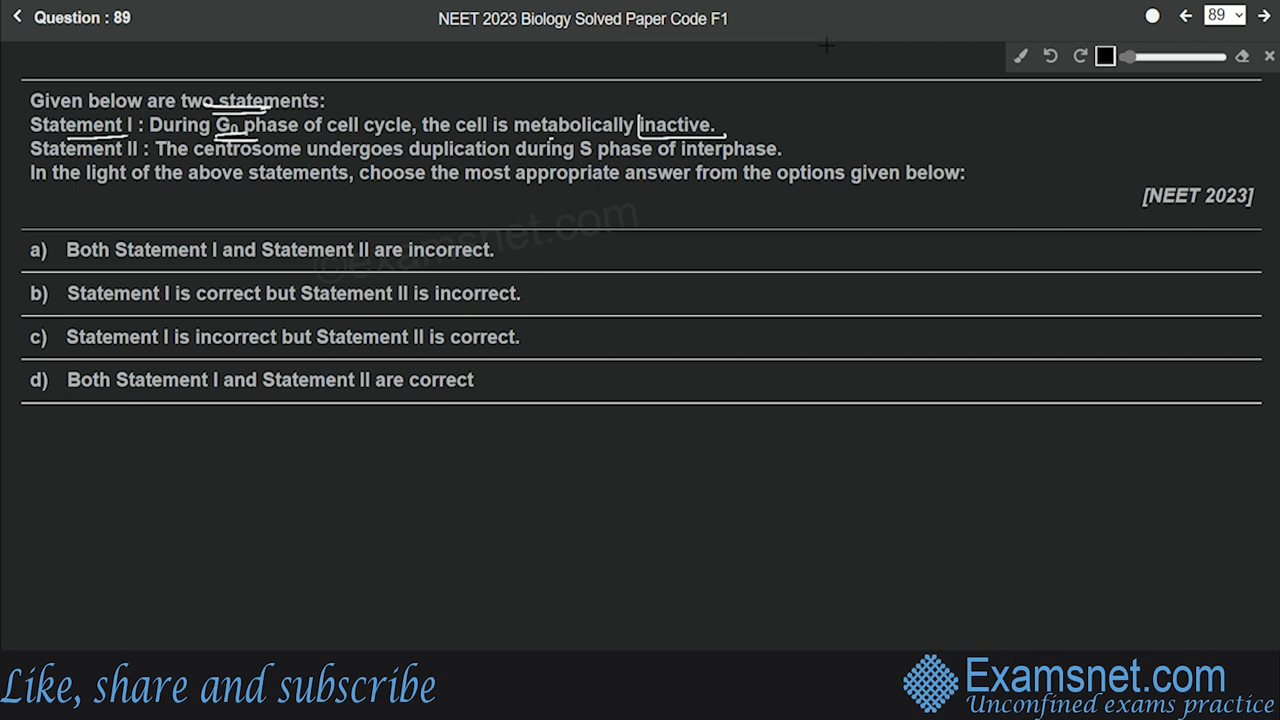 Question : 89
NEET 2023 Biology Solved Paper Code F1
89
Given below are two statements:
Statement I : During G₀ phase of cell cycle, the cell is metabolically inactive.
Statement II : The centrosome undergoes duplication during S phase of interphase.
In the light of the above statements, choose the most appropriate answer from the options given below:
[NEET 2023]
©examsnet.com
a) Both Statement I and Statement II are incorrect.
b) Statement I is correct but Statement II is incorrect.
c) Statement I is incorrect but Statement II is correct.
d) Both Statement I and Statement II are correct
Like, share and subscribe
Examsnet.com
Unconfined exams practice